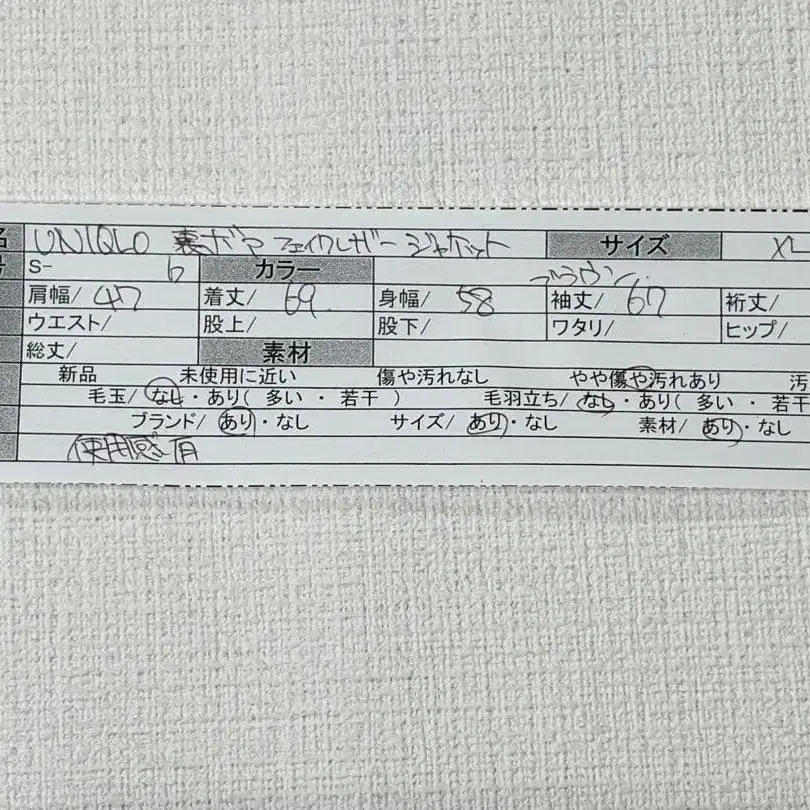 名 UNIQLO 裏ボア フェイクレザージャケット サイズ XL
号 S- 6 カラー ブラウン
肩幅/ 47 着丈/ 69 身幅/ 58 袖丈/ 67 裄丈/
ウエスト/ 股上/ 股下/ ワタリ/ ヒップ/
総丈/ 素材
新品 未使用に近い 傷や汚れなし やや傷や汚れあり 汚
毛玉/ なし・あり( 多い ・ 若干 ) 毛羽立ち/ なし・あり( 多い ・ 若干
ブランド/ あり・なし サイズ/ あり・なし 素材/ あり・なし
使用感有